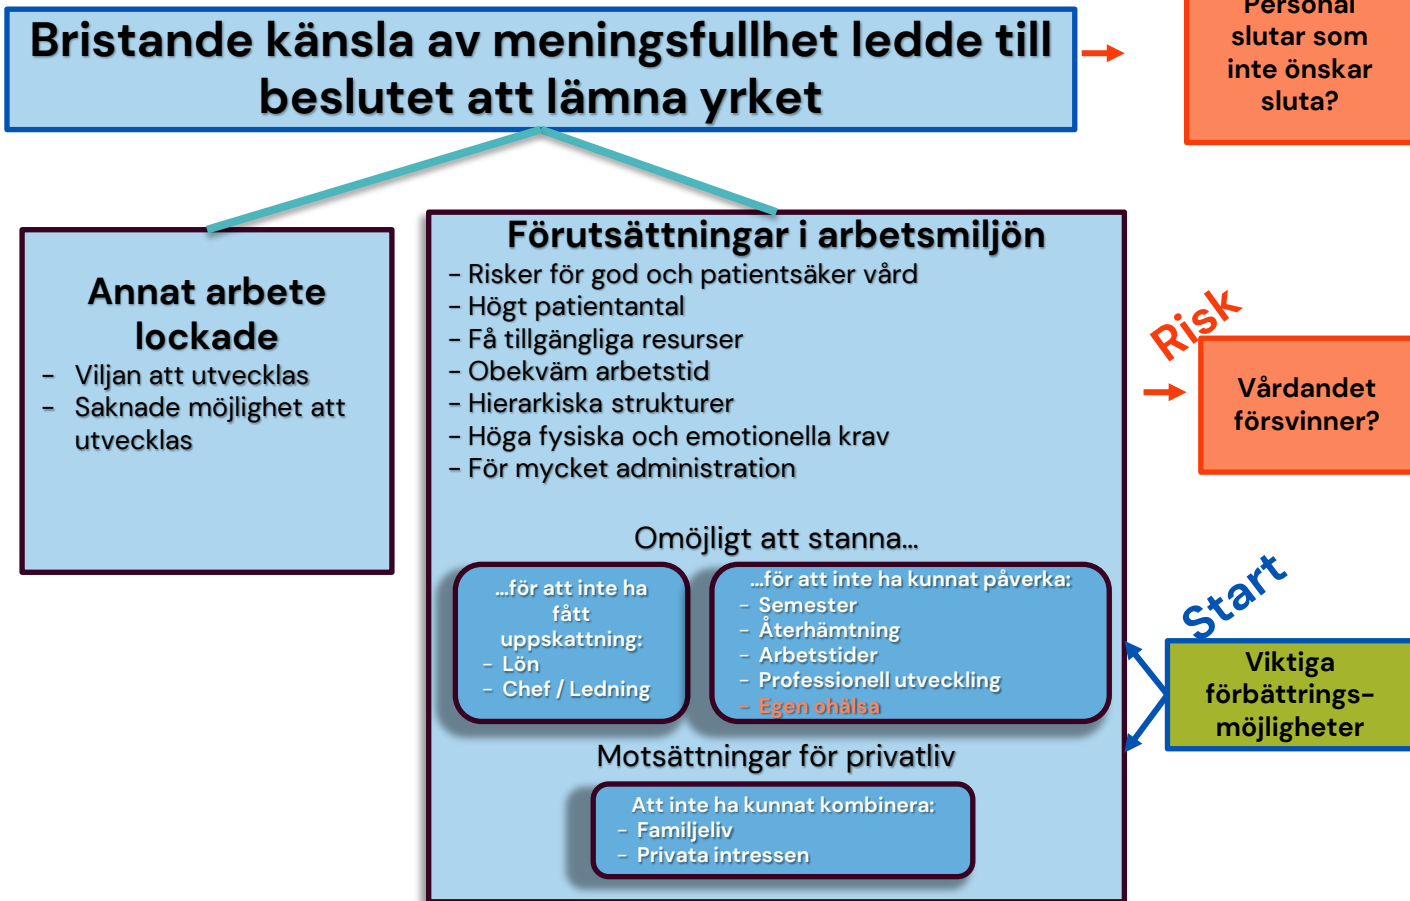 Bristande känsla av meningsfullhet ledde till
beslutet att lämna yrket
Personal
slutar som
inte önskar
sluta?
Annat arbete
lockade
- Viljan att utvecklas
- Saknade möjlighet att
utvecklas
Förutsättningar i arbetsmiljön
- Risker för god och patientsäker vård
- Högt patientantal
- Få tillgängliga resurser
- Obekväm arbetstid
- Hierarkiska strukturer
- Höga fysiska och emotionella krav
- För mycket administration
Omöjligt att stanna...
...för att inte ha
fått
uppskattning:
- Lön
- Chef / Ledning
...för att inte ha kunnat påverka:
- Semester
- Återhämtning
- Arbetstider
- Professionell utveckling
- Egen ohälsa
Motsättningar för privatliv
Att inte ha kunnat kombinera:
- Familjeliv
- Privata intressen
Risk
Vårdandet
försvinner?
Start
Viktiga
förbättrings-
möjligheter